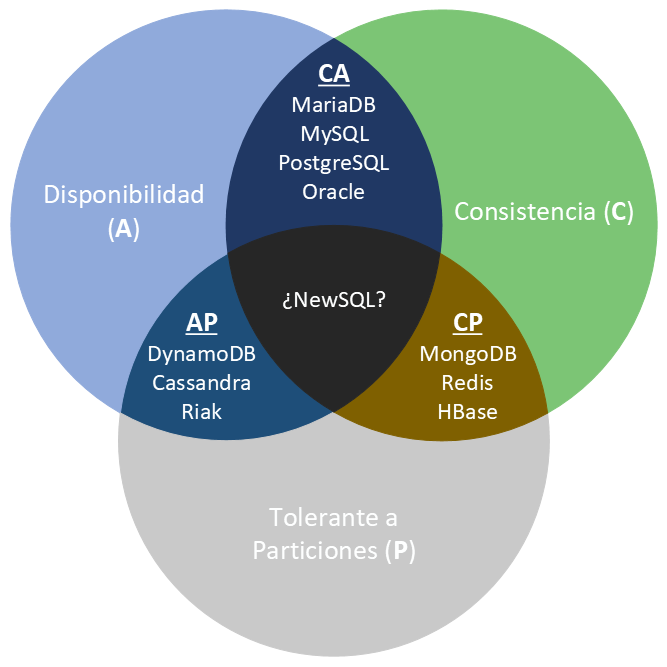 CA
MariaDB
MySQL
PostgreSQL
Oracle
Disponibilidad
(A)
Consistencia (C)
¿NewSQL?
AP
DynamoDB
Cassandra
Riak
CP
MongoDB
Redis
HBase
Tolerante a
Particiones (P)